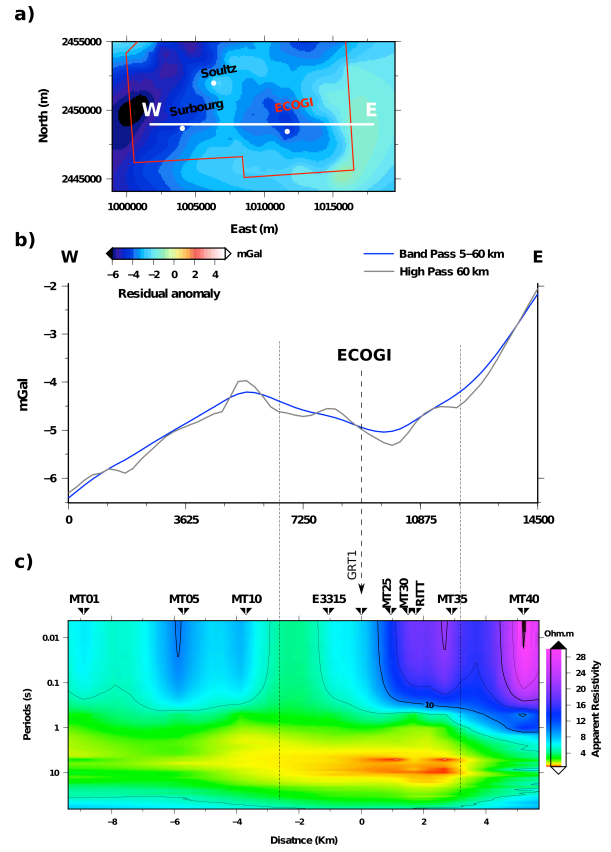 a)
2455000
2450000
2445000
North (m)
Soultz
Surbourg
ECOGI
W
E
1000000 1005000 1010000 1015000
East (m)
b)
W
E
−6 −4 −2 0 2 4
mGal
Residual anomaly
Band Pass 5−60 km
High Pass 60 km
−2
−3
−4
−5
−6
mGal
ECOGI
0 3625 7250 10875 14500
c)
GRT1
MT01 MT05 MT10 E3315 MT25 MT30 RITT MT35 MT40
0.01
0.1
1
10
Periods (s)
10
Ohm.m
28
24
20
16
12
8
4
Apparent Resistivity
−8 −6 −4 −2 0 2 4
Disatnce (Km)